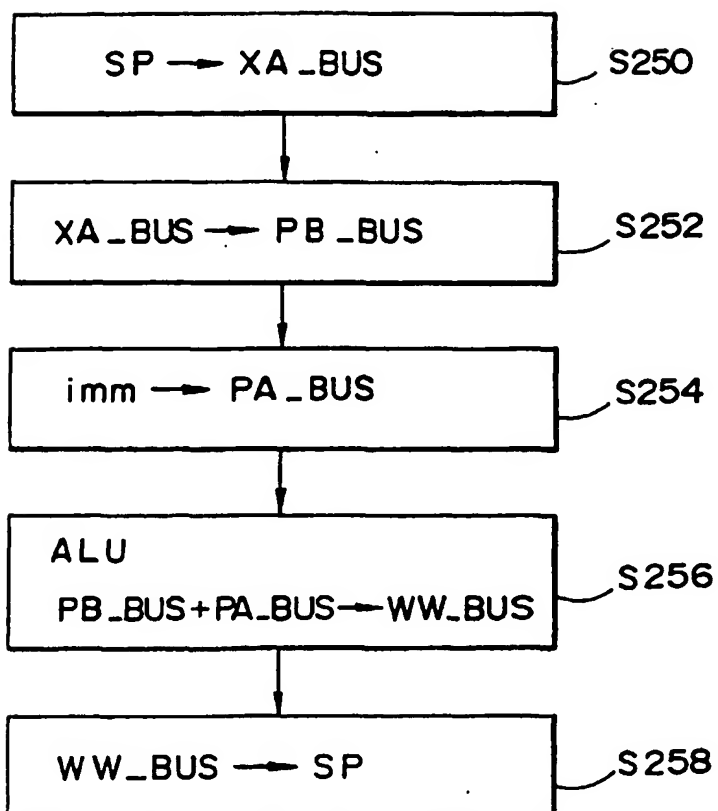 SP → XA_BUS
S250
XA_BUS → PB_BUS
S252
imm → PA_BUS
S254
ALU
PB_BUS+PA_BUS→WW_BUS
S256
WW_BUS → SP
S258